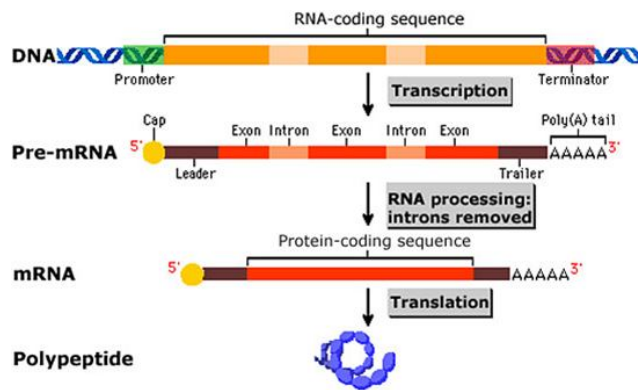 RNA-coding sequence
DNA
Promoter
Terminator
Transcription
Cap
Poly(A) tail
Exon Intron Exon Intron Exon
Pre-mRNA 5' AAAAA 3'
Leader
Trailer
RNA processing:
introns removed
Protein-coding sequence
mRNA 5' AAAAA 3'
Translation
Polypeptide